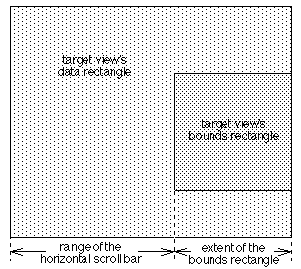 target view's
data rectangle
target view's
bounds rectangle
range of the
horizontal scroll bar
extent of the
bounds rectangle